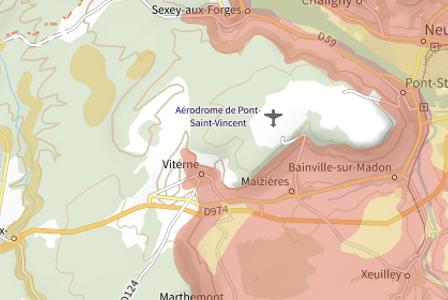 Sexey-aux-Forges
Chaligny
D59
Neu
Pont-St
Aérodrome de Pont-
Saint-Vincent
Viterne
Maizières
Bainville-sur-Madon
D974
x-
D124
Xeuilley
Marthemont